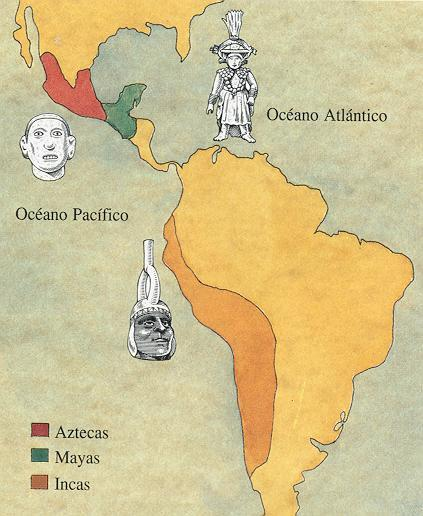 Océano Atlántico
Océano Pacífico
Aztecas
Mayas
Incas